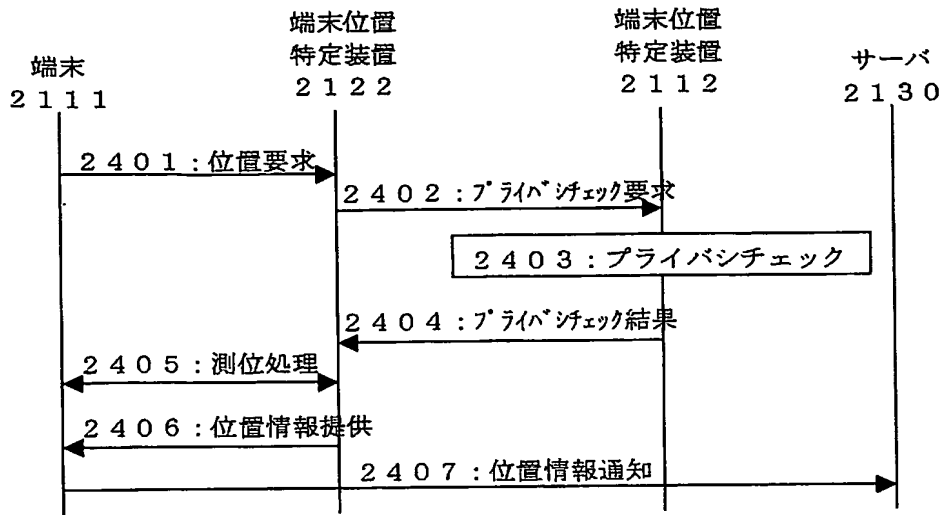 端末
2111
端末位置
特定装置
2122
端末位置
特定装置
2112
サーバ
2130
2401:位置要求
2402:プライバシチェック要求
2403:プライバシチェック
2404:プライバシチェック結果
2405:測位処理
2406:位置情報提供
2407:位置情報通知